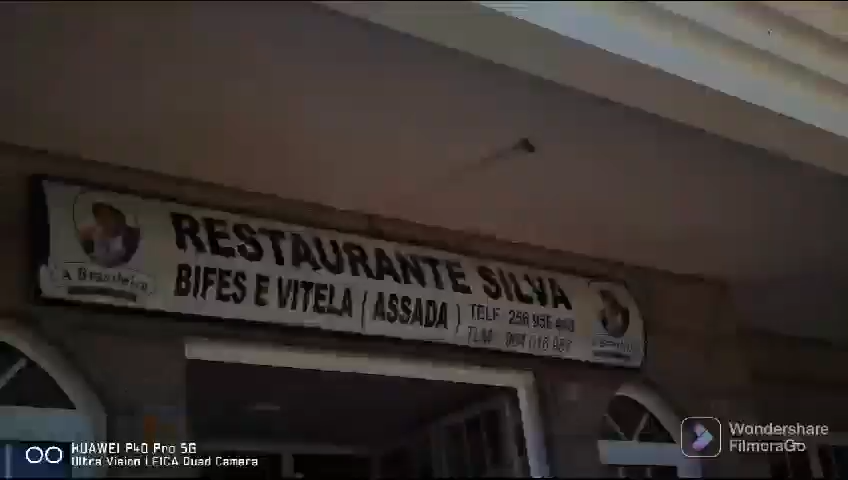 RESTAURANTE SILVA
BIFES E VITELA ( ASSADA )
TELF
TLM
A Brasileira
HUAWEI P40 Pro 5G
Ultra Vision LEICA Quad Camera
Wondershare
FilmoraGo